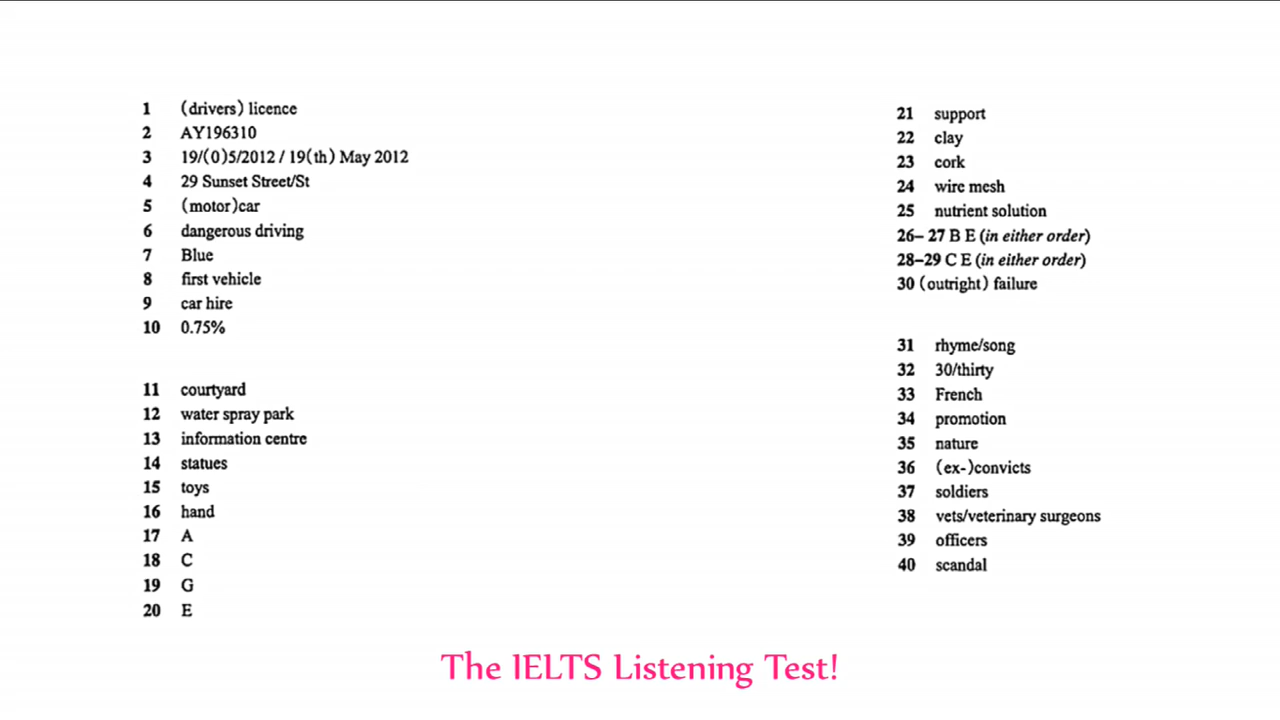 1 (drivers) licence
2 AY196310
3 19/(0)5/2012 / 19(th) May 2012
4 29 Sunset Street/St
5 (motor)car
6 dangerous driving
7 Blue
8 first vehicle
9 car hire
10 0.75%
11 courtyard
12 water spray park
13 information centre
14 statues
15 toys
16 hand
17 A
18 C
19 G
20 E
21 support
22 clay
23 cork
24 wire mesh
25 nutrient solution
26– 27 B E (in either order)
28–29 C E (in either order)
30 (outright) failure
31 rhyme/song
32 30/thirty
33 French
34 promotion
35 nature
36 (ex-)convicts
37 soldiers
38 vets/veterinary surgeons
39 officers
40 scandal
The IELTS Listening Test!